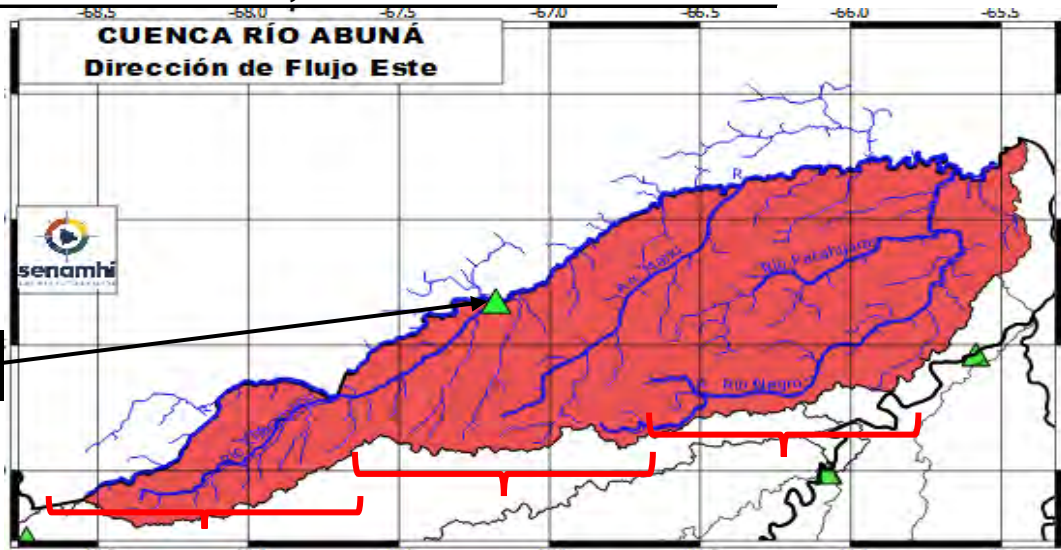 -68.5 -68.0 -67.5 -67.0 -66.5 -66.0 -65.5
CUENCA RÍO ABUNÁ
Dirección de Flujo Este
senamhi
R
Río Negro